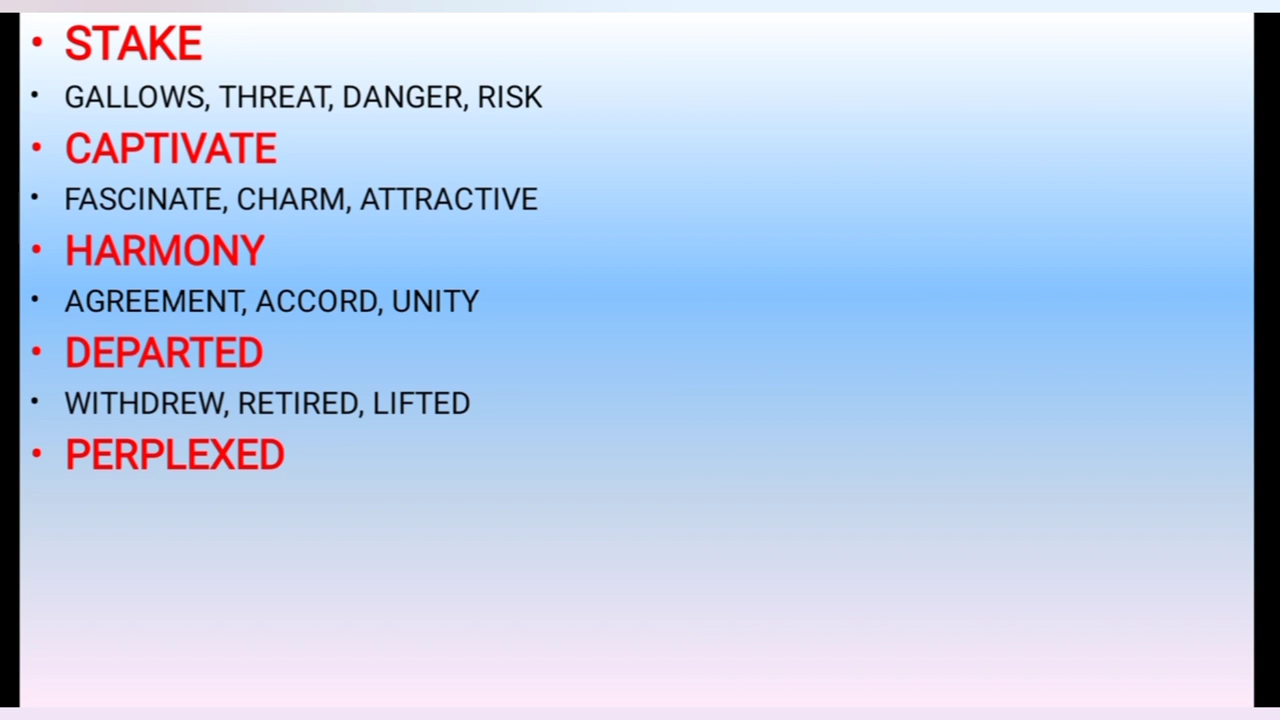 • STAKE
• GALLOWS, THREAT, DANGER, RISK
• CAPTIVATE
• FASCINATE, CHARM, ATTRACTIVE
• HARMONY
• AGREEMENT, ACCORD, UNITY
• DEPARTED
• WITHDREW, RETIRED, LIFTED
• PERPLEXED